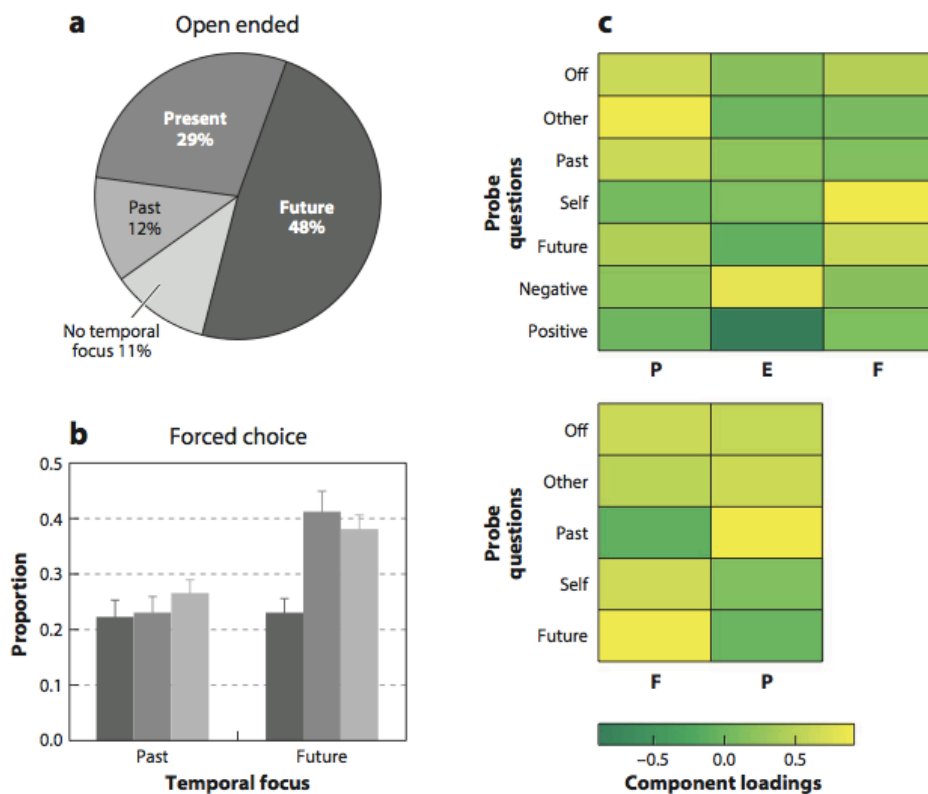 a
Open ended
Present
29%
Future
48%
Past
12%
No temporal
focus 11%
b
Forced choice
Proportion
0.5
0.4
0.3
0.2
0.1
0.0
Past
Future
Temporal focus
c
Probe
questions
Off
Other
Past
Self
Future
Negative
Positive
P E F
Probe
questions
Off
Other
Past
Self
Future
F P
−0.5 0 0.5
Component loadings